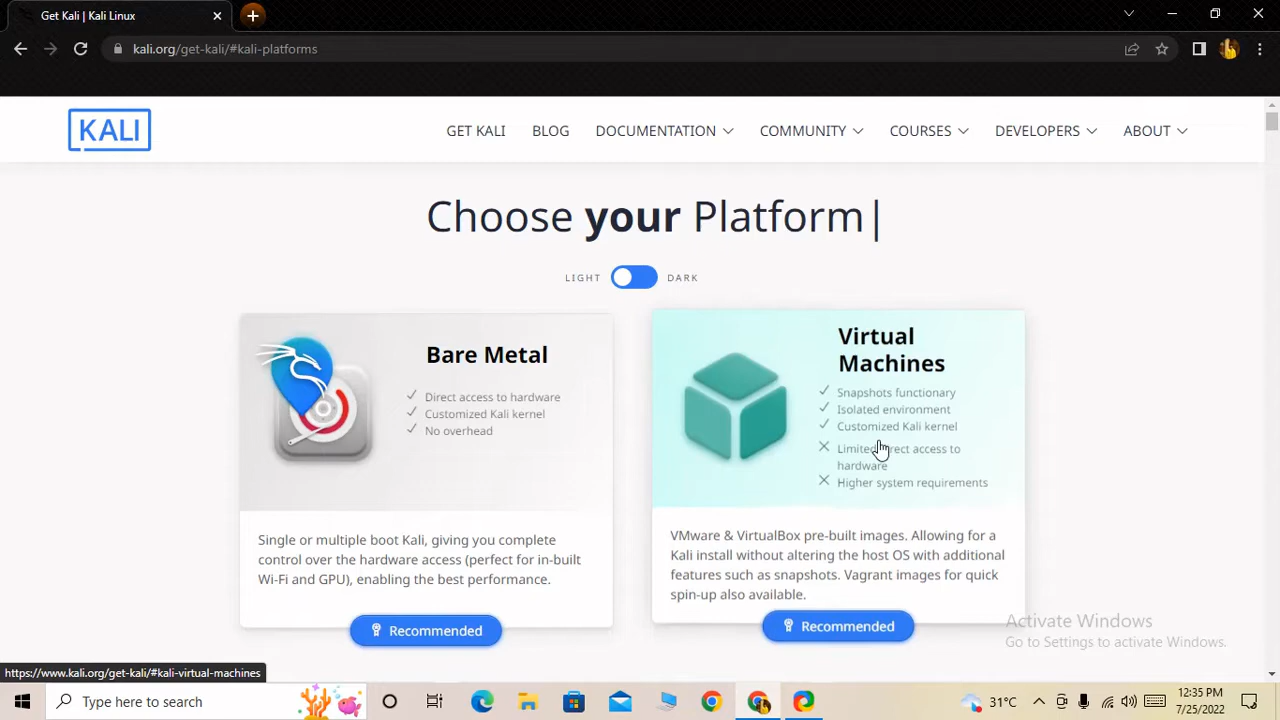 Get Kali | Kali Linux
kali.org/get-kali/#kali-platforms
KALI
GET KALI BLOG DOCUMENTATION COMMUNITY COURSES DEVELOPERS ABOUT
Choose your Platform|
LIGHT DARK
Bare Metal
Direct access to hardware
Customized Kali kernel
No overhead
Single or multiple boot Kali, giving you complete
control over the hardware access (perfect for in-built
Wi-Fi and GPU), enabling the best performance.
Recommended
Virtual
Machines
Snapshots functionary
Isolated environment
Customized Kali kernel
Limited direct access to
hardware
Higher system requirements
VMware & VirtualBox pre-built images. Allowing for a
Kali install without altering the host OS with additional
features such as snapshots. Vagrant images for quick
spin-up also available.
Recommended
Activate Windows
Go to Settings to activate Windows.
https://www.kali.org/get-kali/#kali-virtual-machines
Type here to search
31°C
12:35 PM
7/25/2022